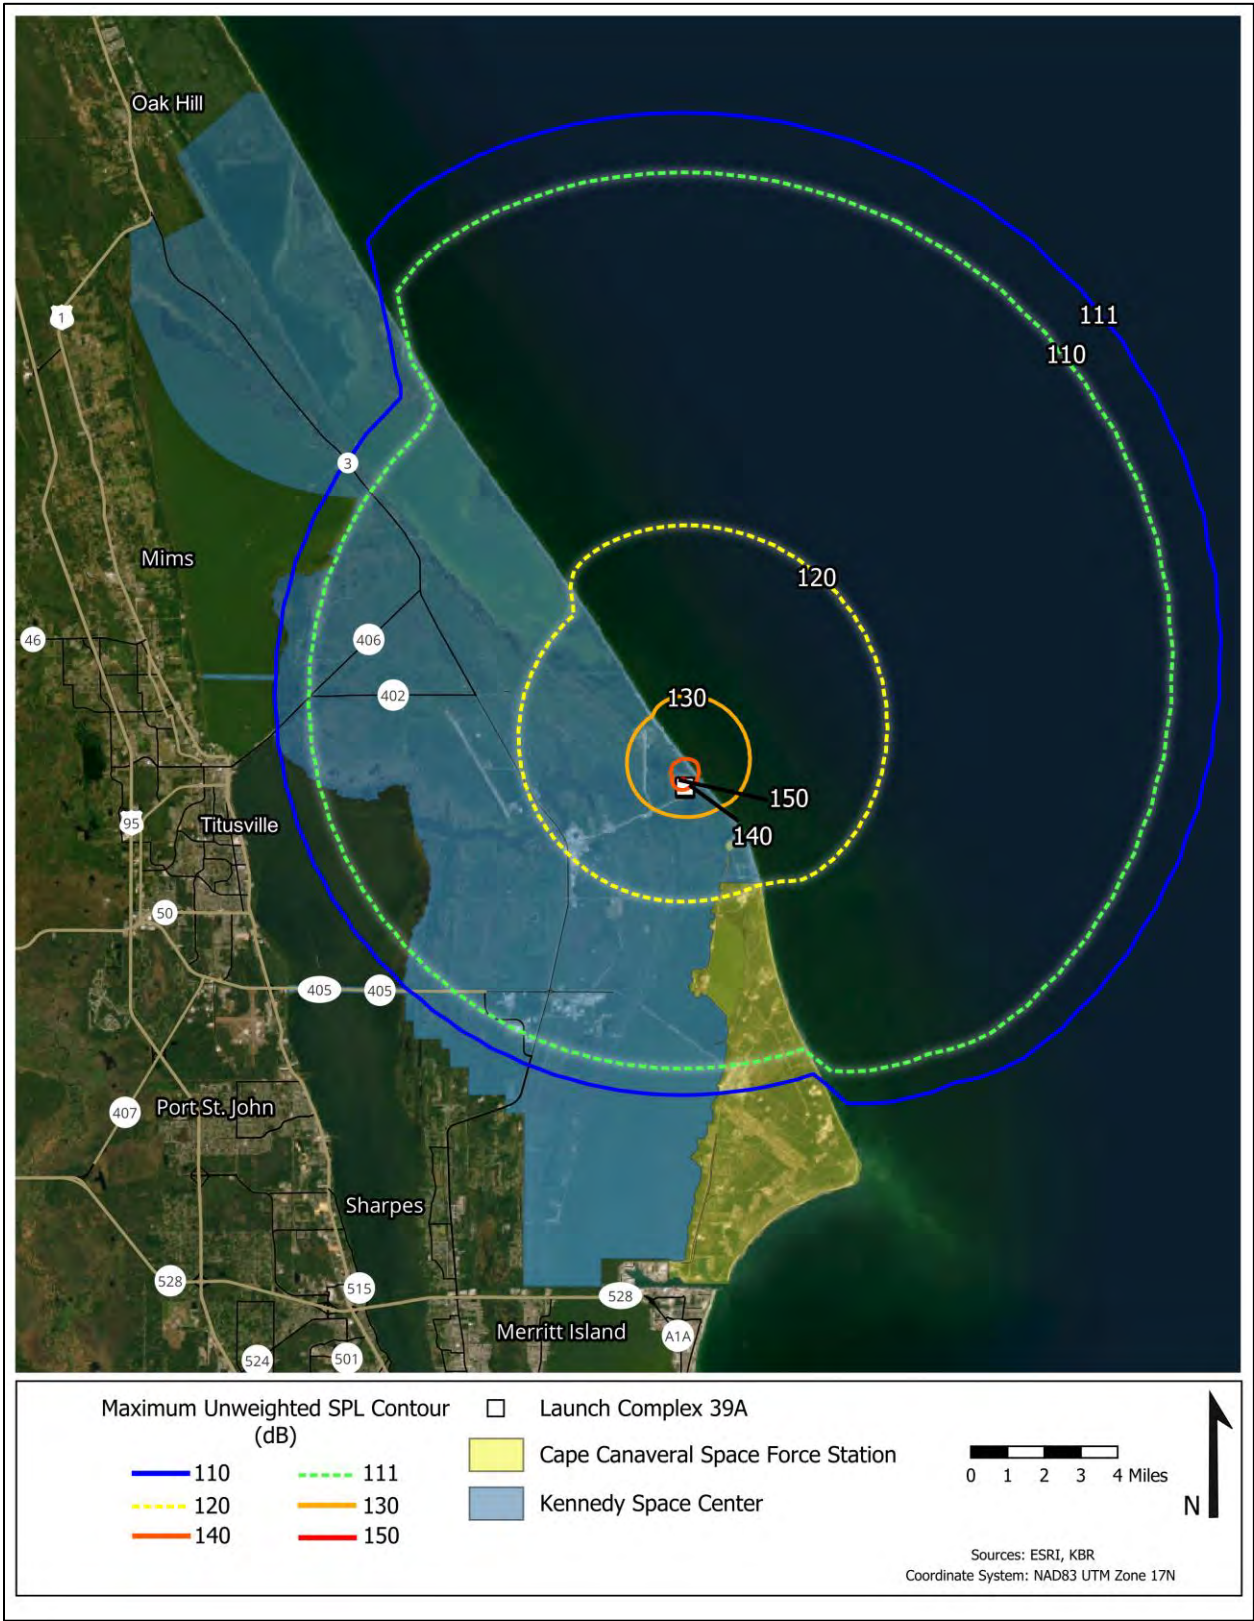 Oak Hill
1
111
110
3
Mims
120
46
406
402
130
150
95
Titusville
140
50
405
405
407
Port St. John
Sharpes
528
515
528
Merritt Island
A1A
524
501
Maximum Unweighted SPL Contour
(dB)
110
111
120
130
140
150
Launch Complex 39A
Cape Canaveral Space Force Station
Kennedy Space Center
0 1 2 3 4 Miles
N
Sources: ESRI, KBR
Coordinate System: NAD83 UTM Zone 17N